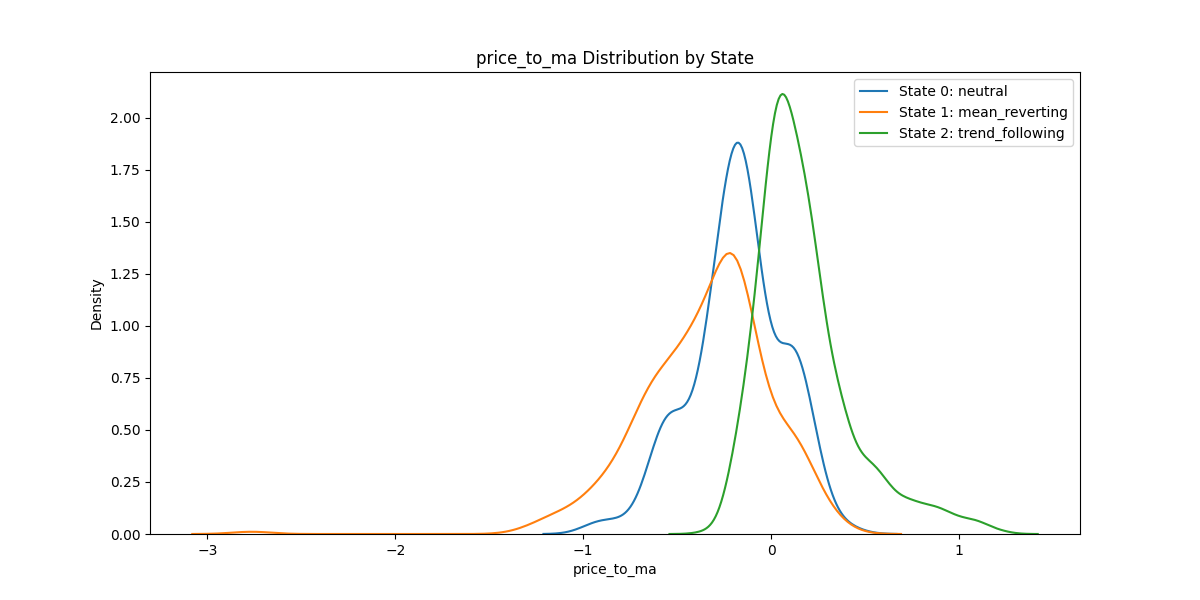 price_to_ma Distribution by State
State 0: neutral
State 1: mean_reverting
State 2: trend_following
Density
2.00
1.75
1.50
1.25
1.00
0.75
0.50
0.25
0.00
−3
−2
−1
0
1
price_to_ma